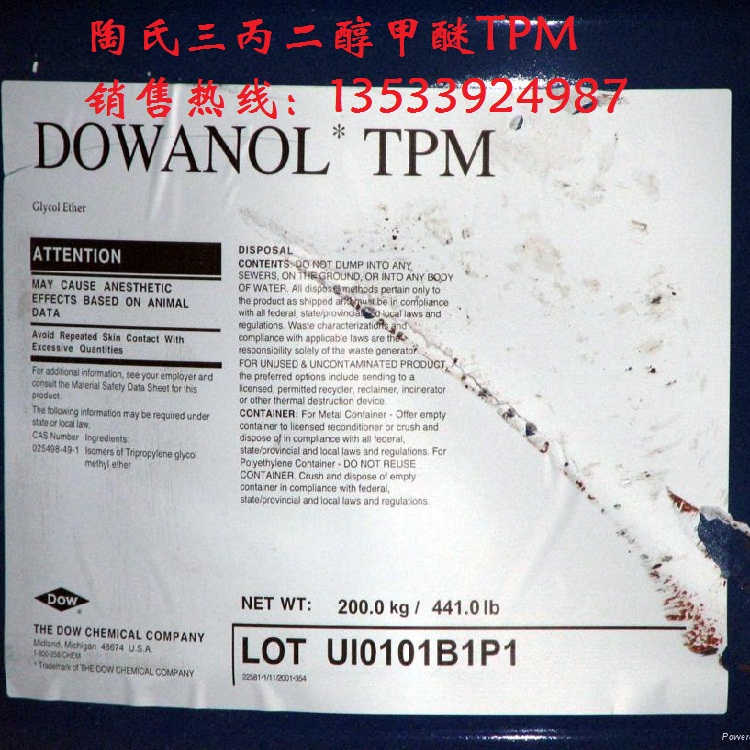 陶氏三丙二醇甲醚TPM
销售热线：13533924987
DOWANOL* TPM
Glycol Ether
ATTENTION
MAY CAUSE ANESTHETIC
EFFECTS BASED ON ANIMAL
DATA
Avoid Repeated Skin Contact With
Excessive Quantities
For additional information, see your employer and
consult the Material Safety Data Sheet for this
product.
The following information may be required under
state or local law.
CAS Number Ingredients:
025498-49-1 Isomers of Tripropylene glycol
methyl ether
DISPOSAL
CONTENTS: DO NOT DUMP INTO ANY
SEWERS, ON THE GROUND, OR INTO ANY BODY
OF WATER. All disposal methods pertain only to
the product as shipped and must be in compliance
with all federal, state/provincial and local laws and
regulations. Waste characterizations and
compliance with applicable laws are the
responsibility solely of the waste generator.
FOR UNUSED & UNCONTAMINATED PRODUCT,
the preferred options include sending to a
licensed, permitted recycler, reclaimer, incinerator
or other thermal destruction device.
CONTAINER: For Metal Container - Offer empty
container to licensed reconditioner or crush and
dispose of in compliance with all federal,
state/provincial and local laws and regulations. For
Polyethylene Container - DO NOT REUSE
CONTAINER. Crush and dispose of empty
container in compliance with federal,
state/provincial and local laws and regulations.
Dow
THE DOW CHEMICAL COMPANY
Midland, Michigan 48674 U.S.A.
1-800-258-CHEM
*Trademark of THE DOW CHEMICAL COMPANY
NET WT: 200.0 kg / 441.0 lb
LOT UI0101B1P1
22581-1/11/2001-354